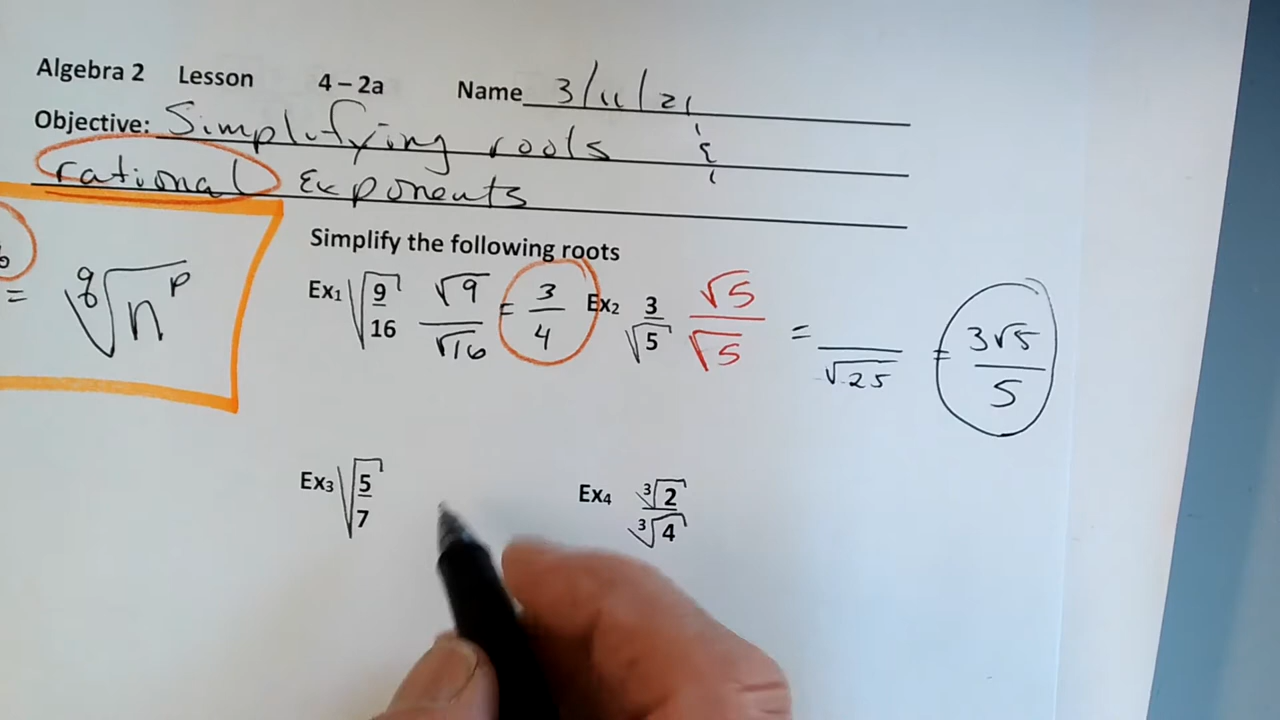 Algebra 2 Lesson 4 – 2a Name 3/11/21
Objective: Simplifying roots &
rational Exponents
= \sqrt[q]{n^p}
Simplify the following roots
Ex1 √(9/16) √9/√16 = 3/4 Ex2 3/√5 √5/√5 = /√25 = 3√5/5
Ex3 √(5/7) Ex4 ∛2/∛4